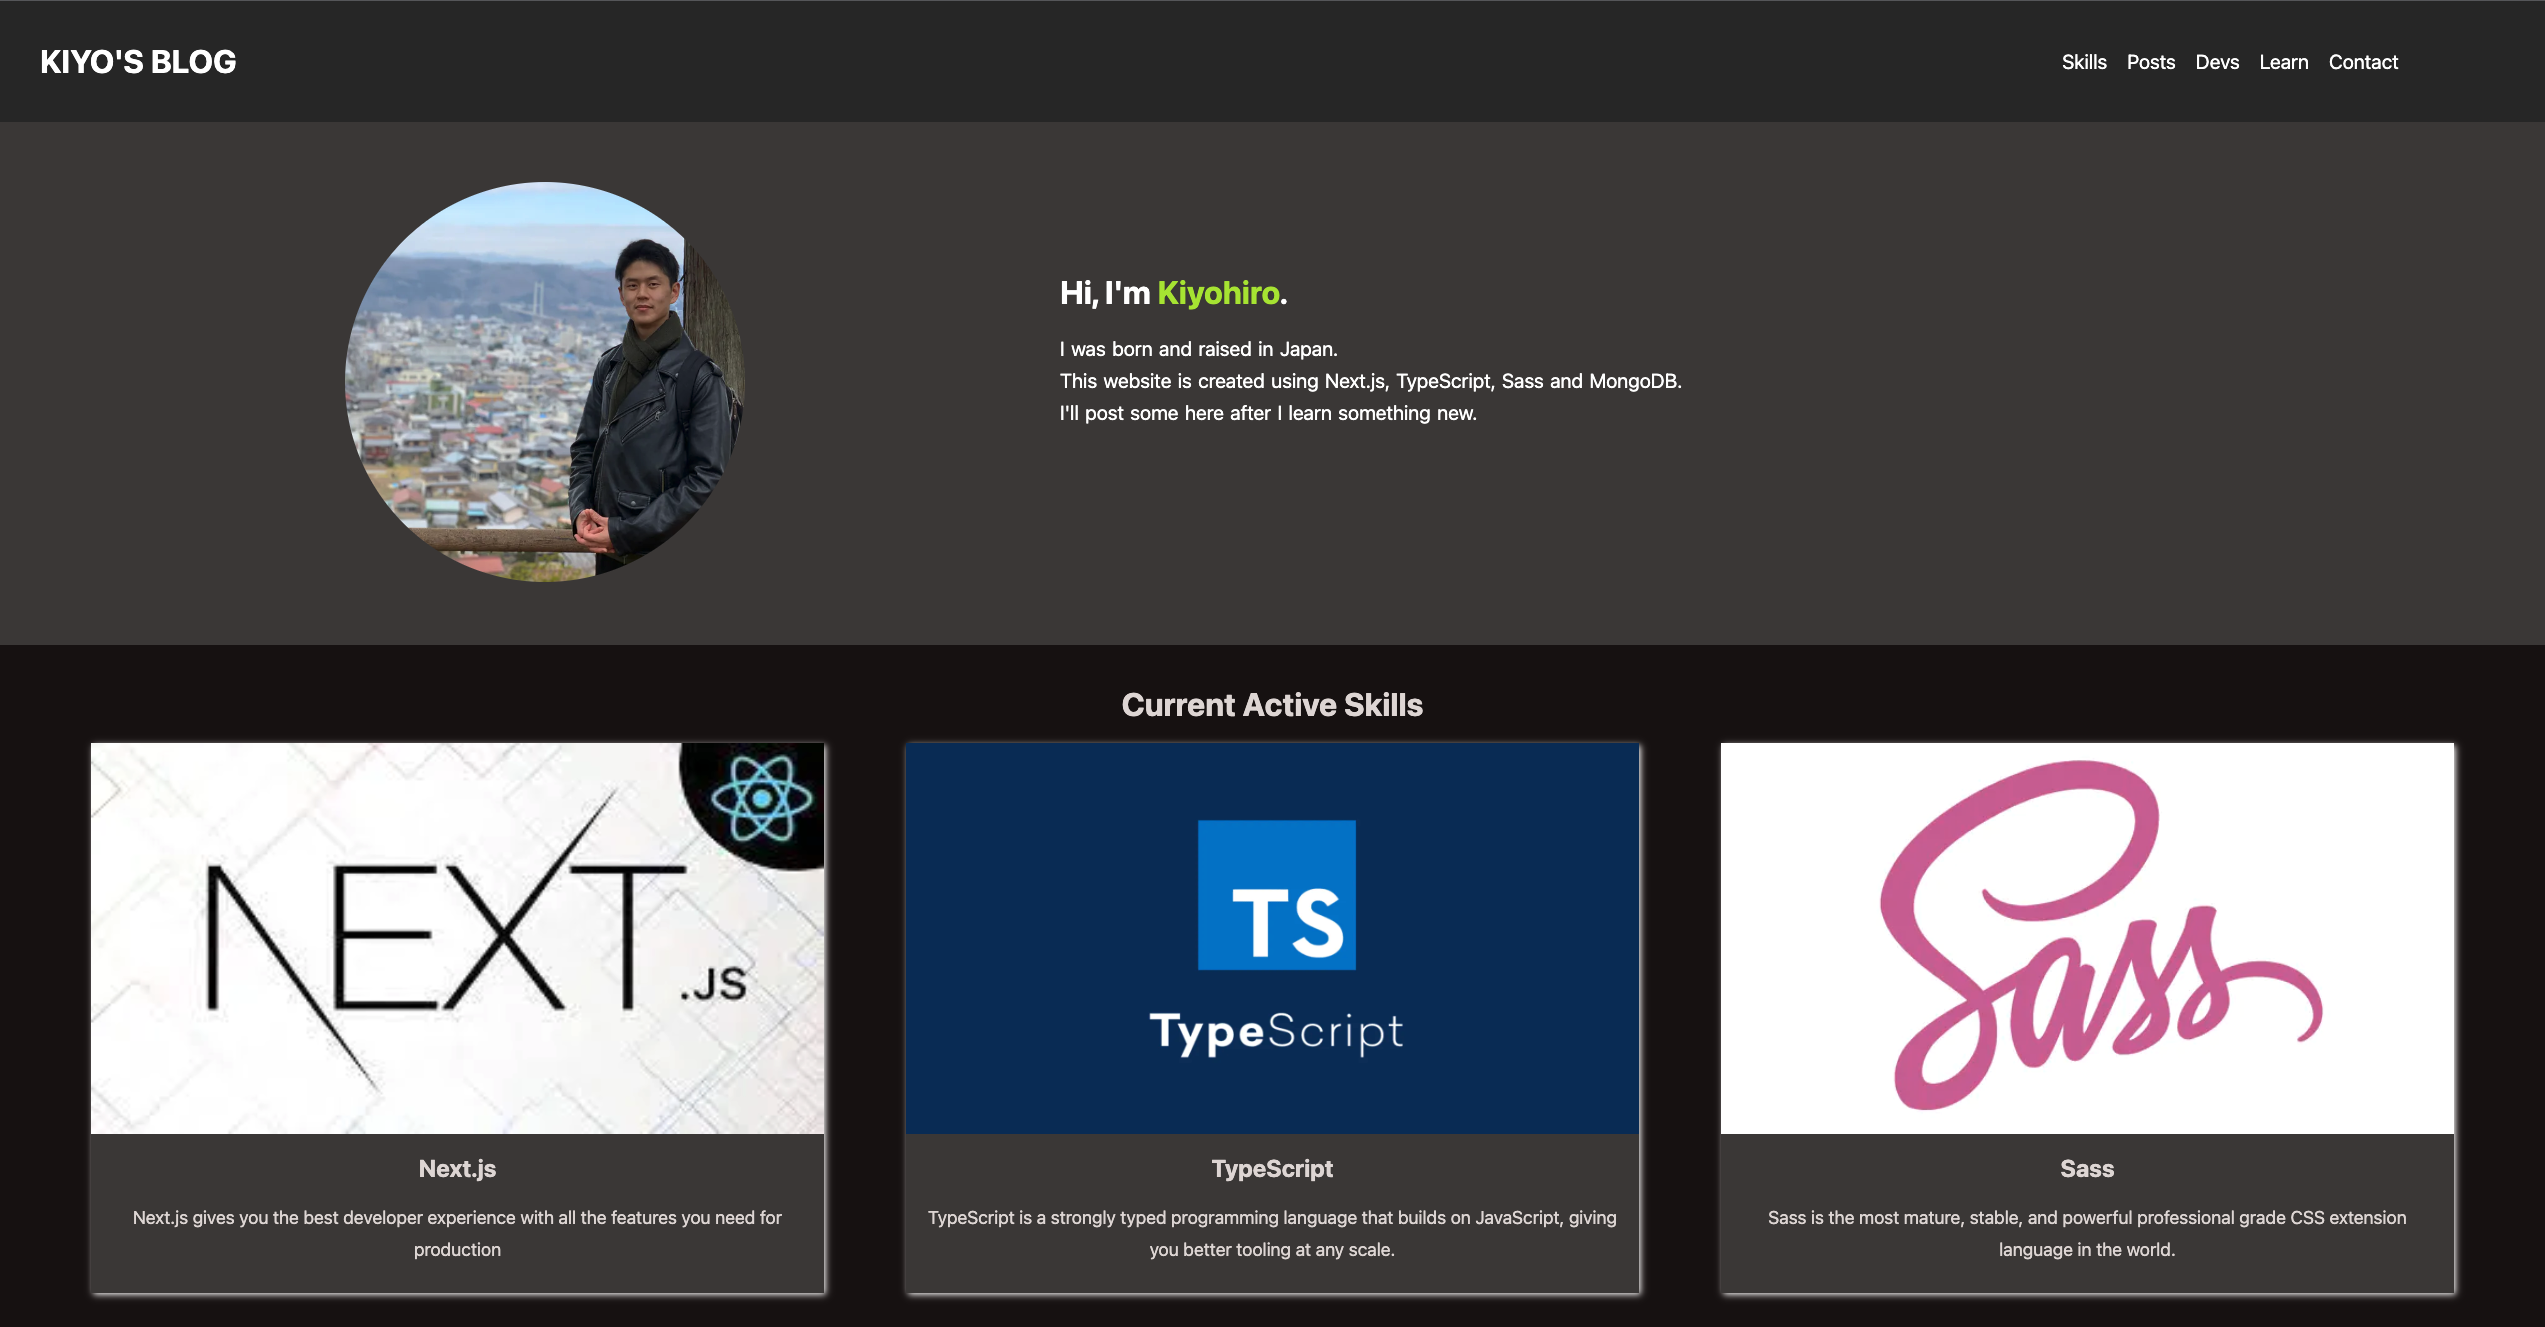 KIYO'S BLOG
Skills Posts Devs Learn Contact
Hi, I'm Kiyohiro.
I was born and raised in Japan.
This website is created using Next.js, TypeScript, Sass and MongoDB.
I'll post some here after I learn something new.
Current Active Skills
NEXT.JS
Next.js
Next.js gives you the best developer experience with all the features you need for
production
TS
TypeScript
TypeScript
TypeScript is a strongly typed programming language that builds on JavaScript, giving
you better tooling at any scale.
Sass
Sass
Sass is the most mature, stable, and powerful professional grade CSS extension
language in the world.